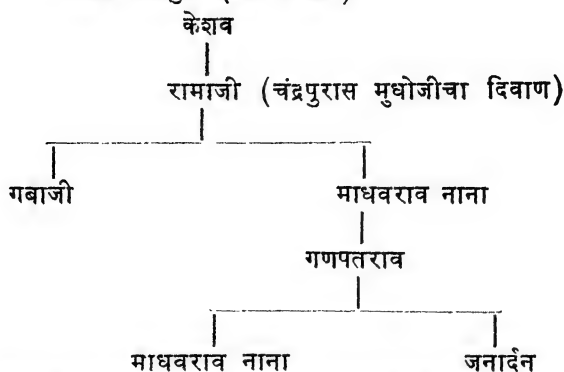 केशव
रामाजी (चंद्रपुरास मुधोजीचा दिवाण)
गबाजी माधवराव नाना
गणपतराव
माधवराव नाना जनार्दन